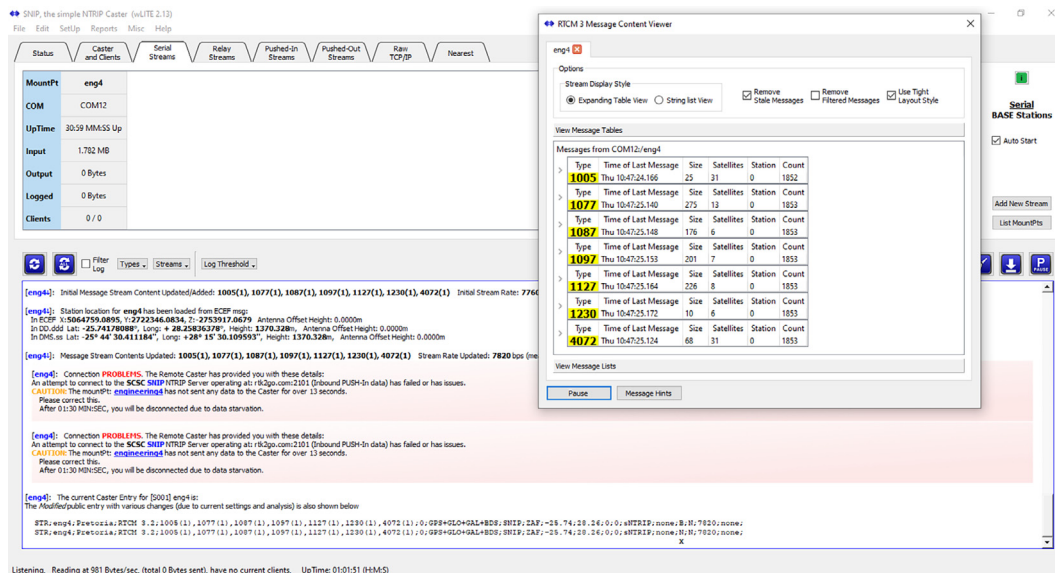 SNIP, the simple NTRIP Caster (wLITE 2.13)
File Edit SetUp Reports Misc Help
Status
Caster and Clients
Serial Streams
Relay Streams
Pushed-In Streams
Pushed-Out Streams
Raw TCP/IP
Nearest
MountPt eng4
COM COM12
UpTime 30:59 MM:SS Up
Input 1.782 MB
Output 0 Bytes
Logged 0 Bytes
Clients 0 / 0
Serial
BASE Stations
Auto Start
Add New Stream
List MountPts
Filter
Log
Types
Streams
Log Threshold
PAUSE
RTCM 3 Message Content Viewer
eng4
Options
Stream Display Style
Expanding Table View String list View
Remove
Stale Messages
Remove
Filtered Messages
Use Tight
Layout Style
View Message Tables
Messages from COM12:/eng4
Type Time of Last Message Size Satellites Station Count
1005 Thu 10:47:24.166 25 31 0 1852
Type Time of Last Message Size Satellites Station Count
1077 Thu 10:47:25.140 275 13 0 1853
Type Time of Last Message Size Satellites Station Count
1087 Thu 10:47:25.148 176 6 0 1853
Type Time of Last Message Size Satellites Station Count
1097 Thu 10:47:25.153 201 7 0 1853
Type Time of Last Message Size Satellites Station Count
1127 Thu 10:47:25.164 226 8 0 1853
Type Time of Last Message Size Satellites Station Count
1230 Thu 10:47:25.172 10 6 0 1853
Type Time of Last Message Size Satellites Station Count
4072 Thu 10:47:25.124 68 31 0 1853
View Message Lists
Pause
Message Hints
Initial Message Stream Content Updated/Added: 1005(1), 1077(1), 1087(1), 1097(1), 1127(1), 1230(1), 4072(1) Initial Stream Rate: 7760
Station location for eng4 has been loaded from ECEF msg:
In ECEF X:5064759.0895, Y:2722346.0834, Z:-2753917.0679 Antenna Offset Height: 0.0000m
In DD.ddd Lat: -25.74178088°, Long: + 28.25836378°, Height: 1370.328m, Antenna Offset Height: 0.0000m
In DMS.ss Lat: -25° 44' 30.411184", Long: +28° 15' 30.109593", Height: 1370.328m, Antenna Offset Height: 0.0000m
Message Stream Contents Updated: 1005(1), 1077(1), 1087(1), 1097(1), 1127(1), 1230(1), 4072(1) Stream Rate Updated: 7820 bps (me
[eng4]: Connection PROBLEMS. The Remote Caster has provided you with these details:
An attempt to connect to the SCSC SNIP NTRIP Server operating at: rtk2go.com:2101 (Inbound PUSH-In data) has failed or has issues.
CAUTION: The mountPt: engineering4 has not sent any data to the Caster for over 13 seconds.
Please correct this.
After 01:30 MIN:SEC, you will be disconnected due to data starvation.
[eng4]: Connection PROBLEMS. The Remote Caster has provided you with these details:
An attempt to connect to the SCSC SNIP NTRIP Server operating at: rtk2go.com:2101 (Inbound PUSH-In data) has failed or has issues.
CAUTION: The mountPt: engineering4 has not sent any data to the Caster for over 13 seconds.
Please correct this.
After 01:30 MIN:SEC, you will be disconnected due to data starvation.
[eng4]: The current Caster Entry for [S001] eng4 is:
The Modified public entry with various changes (due to current settings and analysis) is also shown below
STR;eng4;Pretoria;RTCM 3.2;1005(1),1077(1),1087(1),1097(1),1127(1),1230(1),4072(1);0;GPS+GLO+GAL+BDS;SNIP;ZAF;-25.74;28.26;0;0;sNTRIP;none;B;N;7820;none;
STR;eng4;Pretoria;RTCM 3.2;1005(1),1077(1),1087(1),1097(1),1127(1),1230(1),4072(1);0;GPS+GLO+GAL+BDS;SNIP;ZAF;-25.74;28.26;0;0;sNTRIP;none;N;N;7820;none;
X
Listening. Reading at 981 Bytes/sec. (total 0 Bytes sent), have no current clients. UpTime: 01:01:51 (H:M:S)